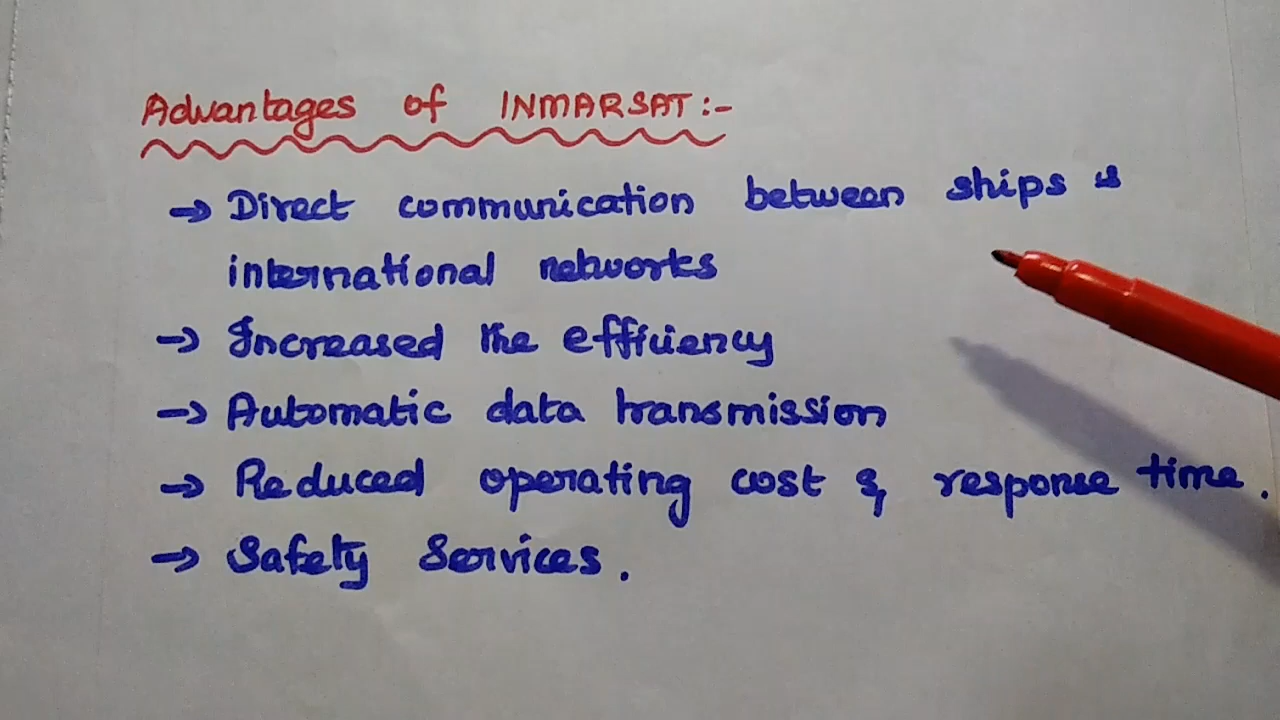 Advantages of INMARSAT:-
→ Direct communication between ships &
international networks
→ Increased the efficiency
→ Automatic data transmission
→ Reduced operating cost & response time.
→ Safety Services.